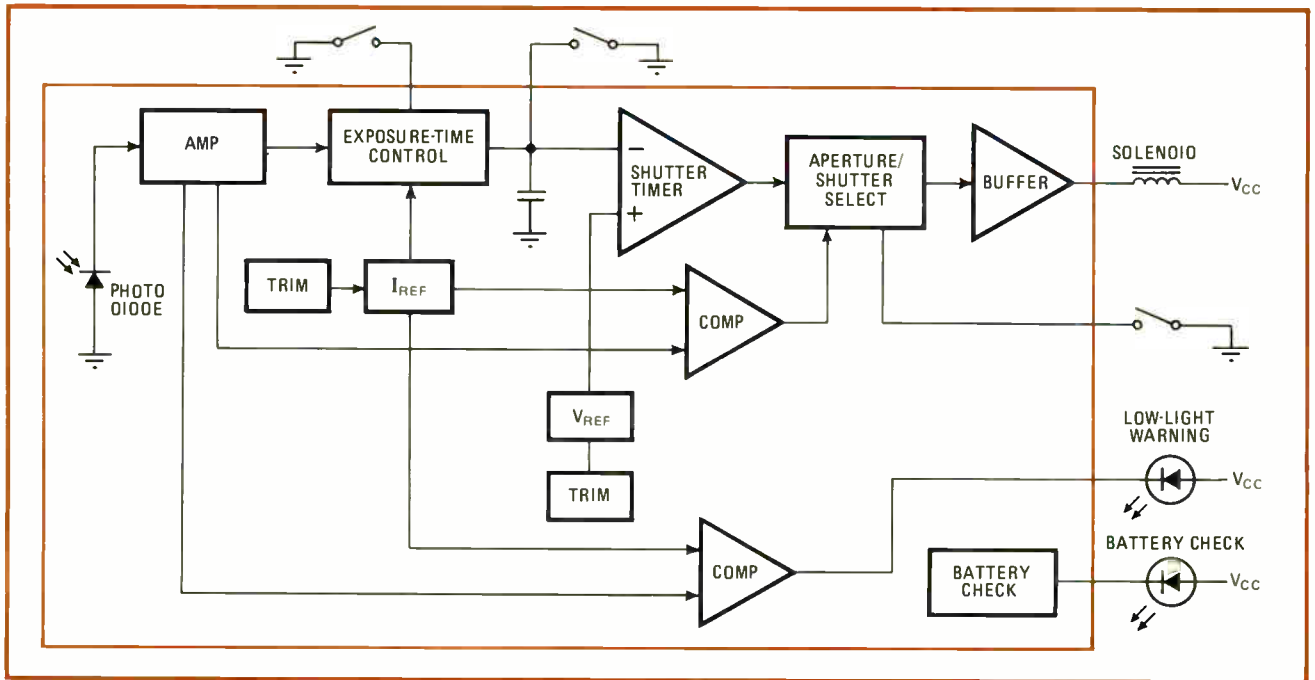 AMP
EXPOSURE-TIME
CONTROL
−
SHUTTER
TIMER
+
APERTURE/
SHUTTER
SELECT
BUFFER
SOLENOIO
VCC
PHOTO
OIODE
TRIM
IREF
COMP
VREF
TRIM
LOW-LIGHT
WARNING
VCC
COMP
BATTERY
CHECK
BATTERY CHECK
VCC